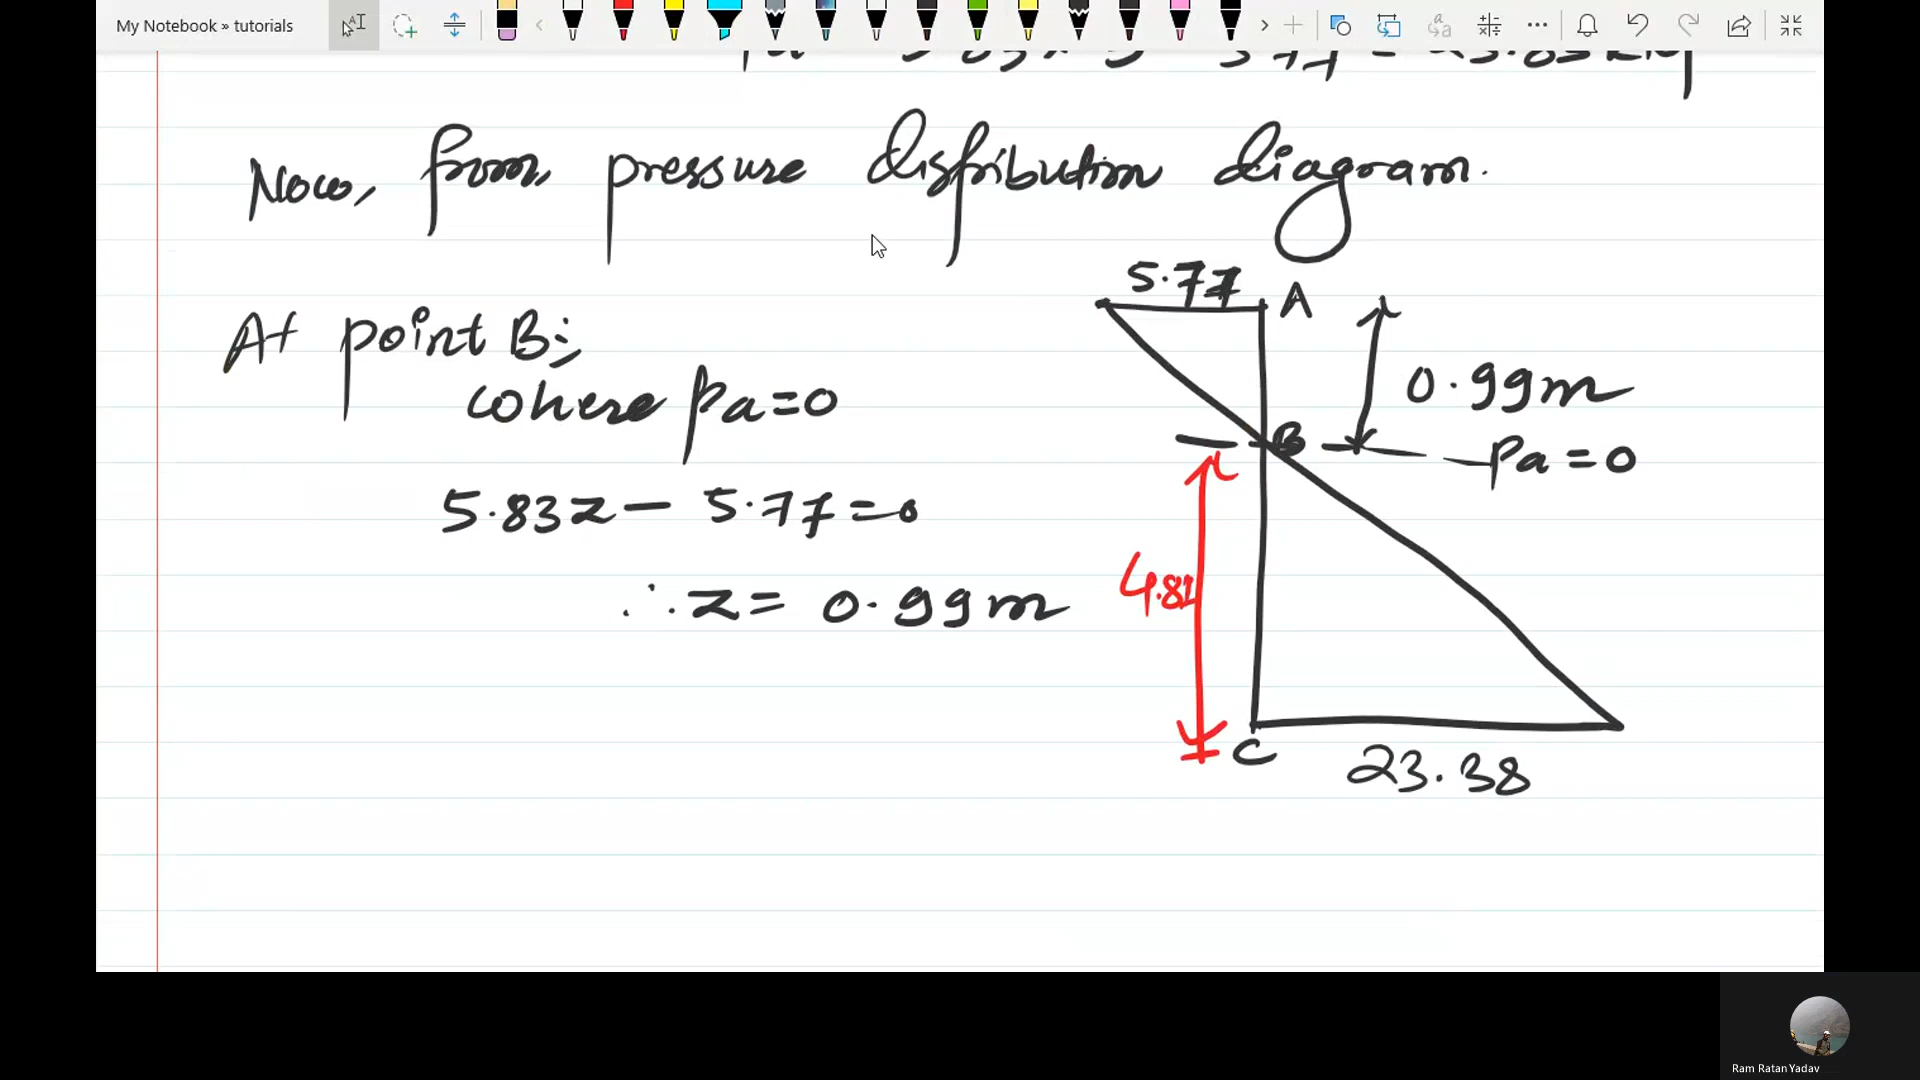 My Notebook » tutorials
Now, from, pressure distribution diagram.
At point B:
where Pa=0
5.83z - 5.77=0
∴ z= 0.99m
5.77 A
0.99m
B
Pa=0
4.81
C
23.38
Ram Ratan Yadav